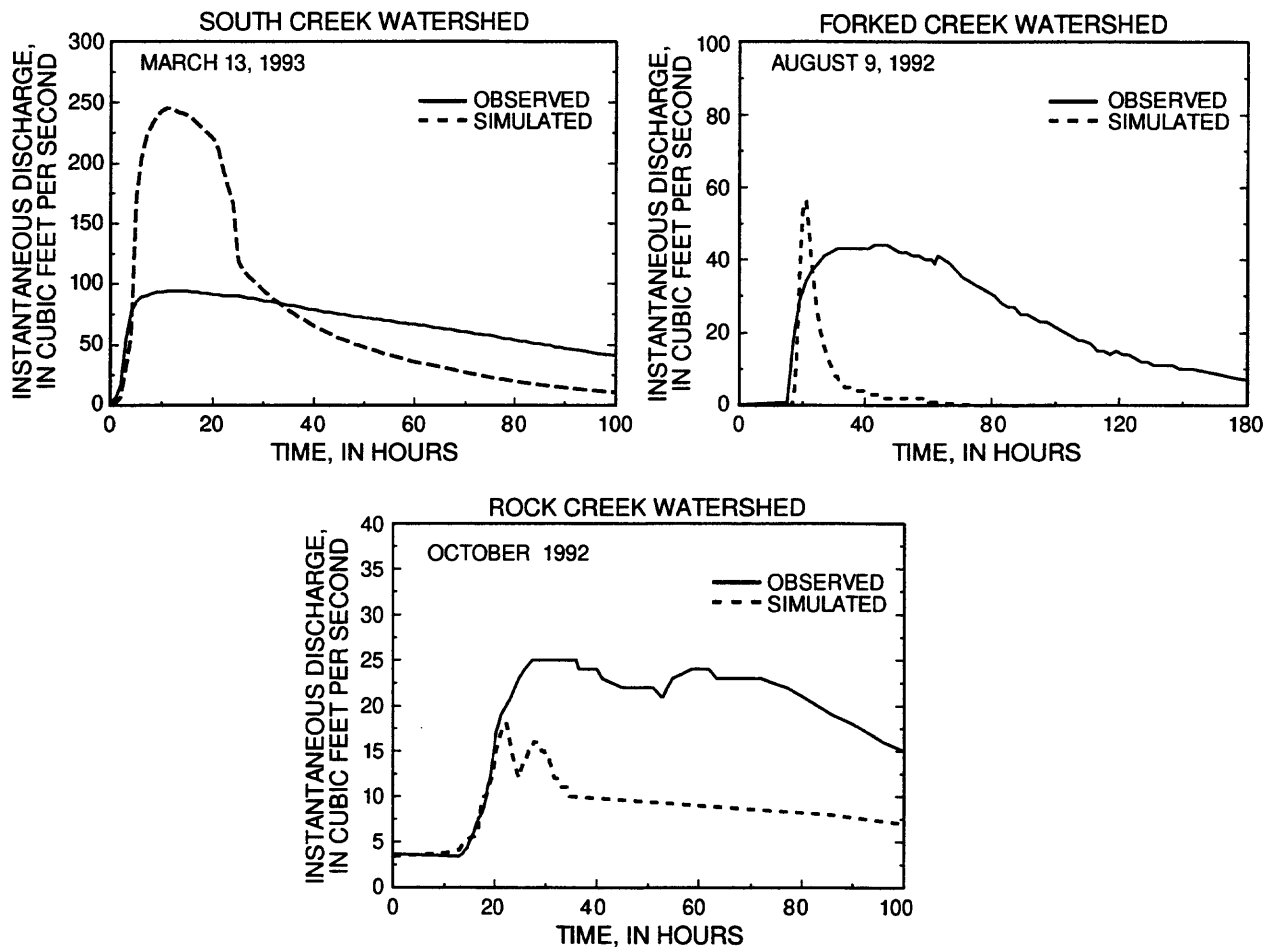 SOUTH CREEK WATERSHED
INSTANTANEOUS DISCHARGE,
IN CUBIC FEET PER SECOND
300
250
200
150
100
50
0
MARCH 13, 1993
OBSERVED
SIMULATED
0 20 40 60 80 100
TIME, IN HOURS
FORKED CREEK WATERSHED
INSTANTANEOUS DISCHARGE,
IN CUBIC FEET PER SECOND
100
80
60
40
20
0
AUGUST 9, 1992
OBSERVED
SIMULATED
0 40 80 120 180
TIME, IN HOURS
ROCK CREEK WATERSHED
INSTANTANEOUS DISCHARGE,
IN CUBIC FEET PER SECOND
40
35
30
25
20
15
10
5
0
OCTOBER 1992
OBSERVED
SIMULATED
0 20 40 60 80 100
TIME, IN HOURS